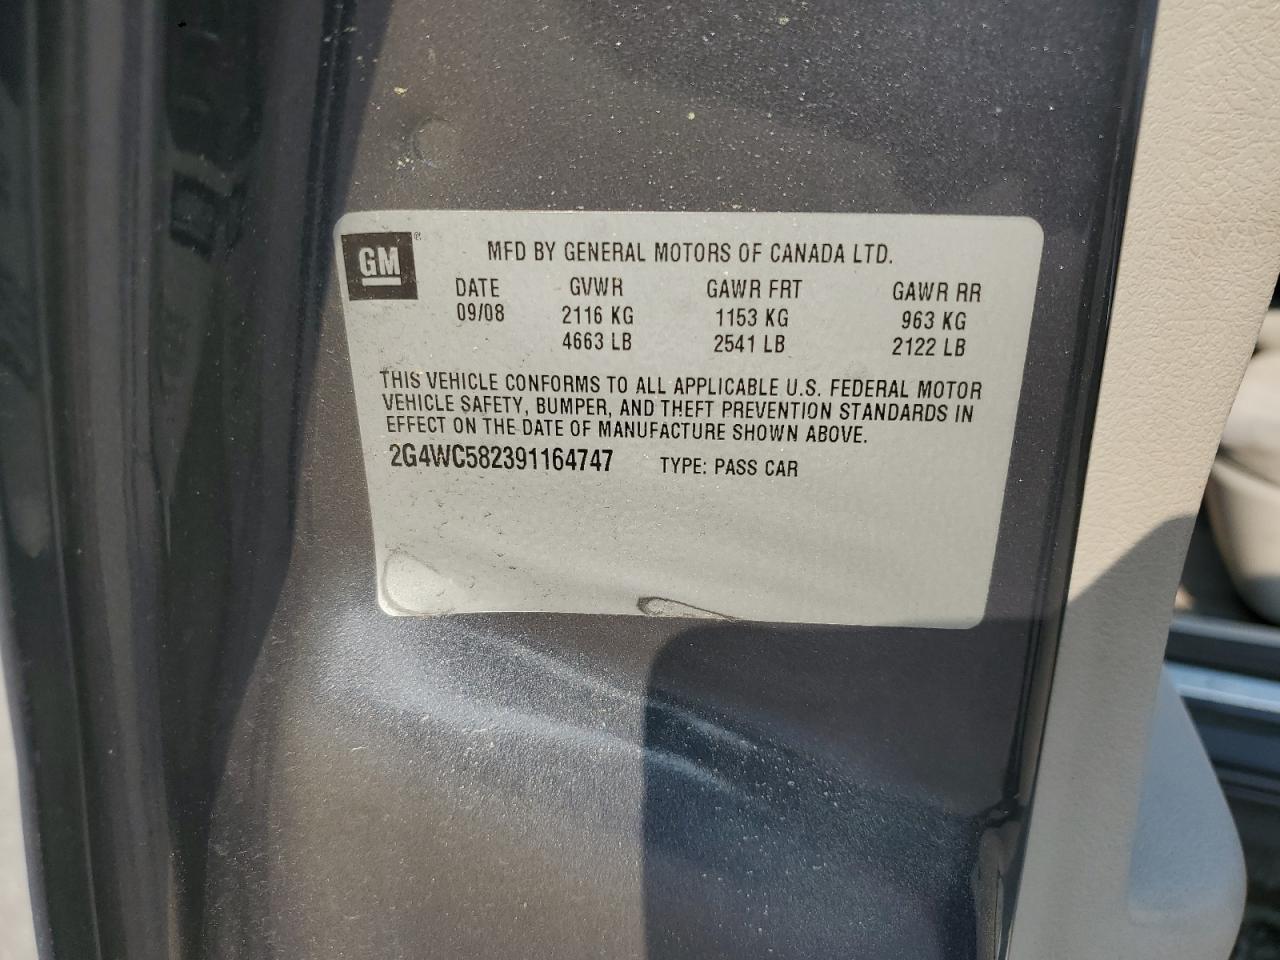 GM
MFD BY GENERAL MOTORS OF CANADA LTD.
DATE GVWR GAWR FRT GAWR RR
09/08 2116 KG 1153 KG 963 KG
4663 LB 2541 LB 2122 LB
THIS VEHICLE CONFORMS TO ALL APPLICABLE U.S. FEDERAL MOTOR
VEHICLE SAFETY, BUMPER, AND THEFT PREVENTION STANDARDS IN
EFFECT ON THE DATE OF MANUFACTURE SHOWN ABOVE.
2G4WC582391164747 TYPE: PASS CAR